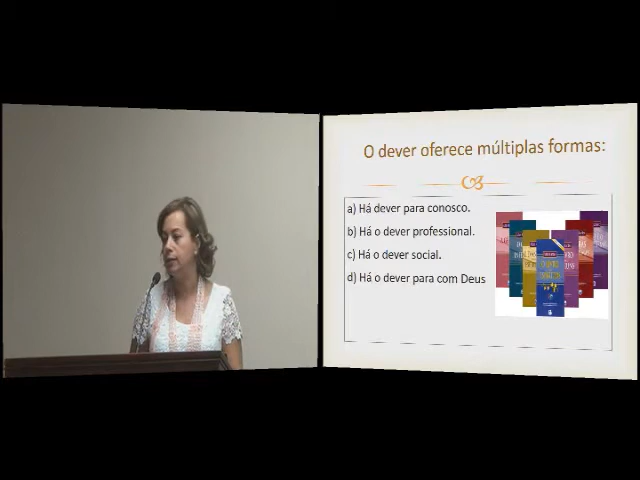 O dever oferece múltiplas formas:
a) Há dever para conosco.
b) Há o dever professional.
c) Há o dever social.
d) Há o dever para com Deus